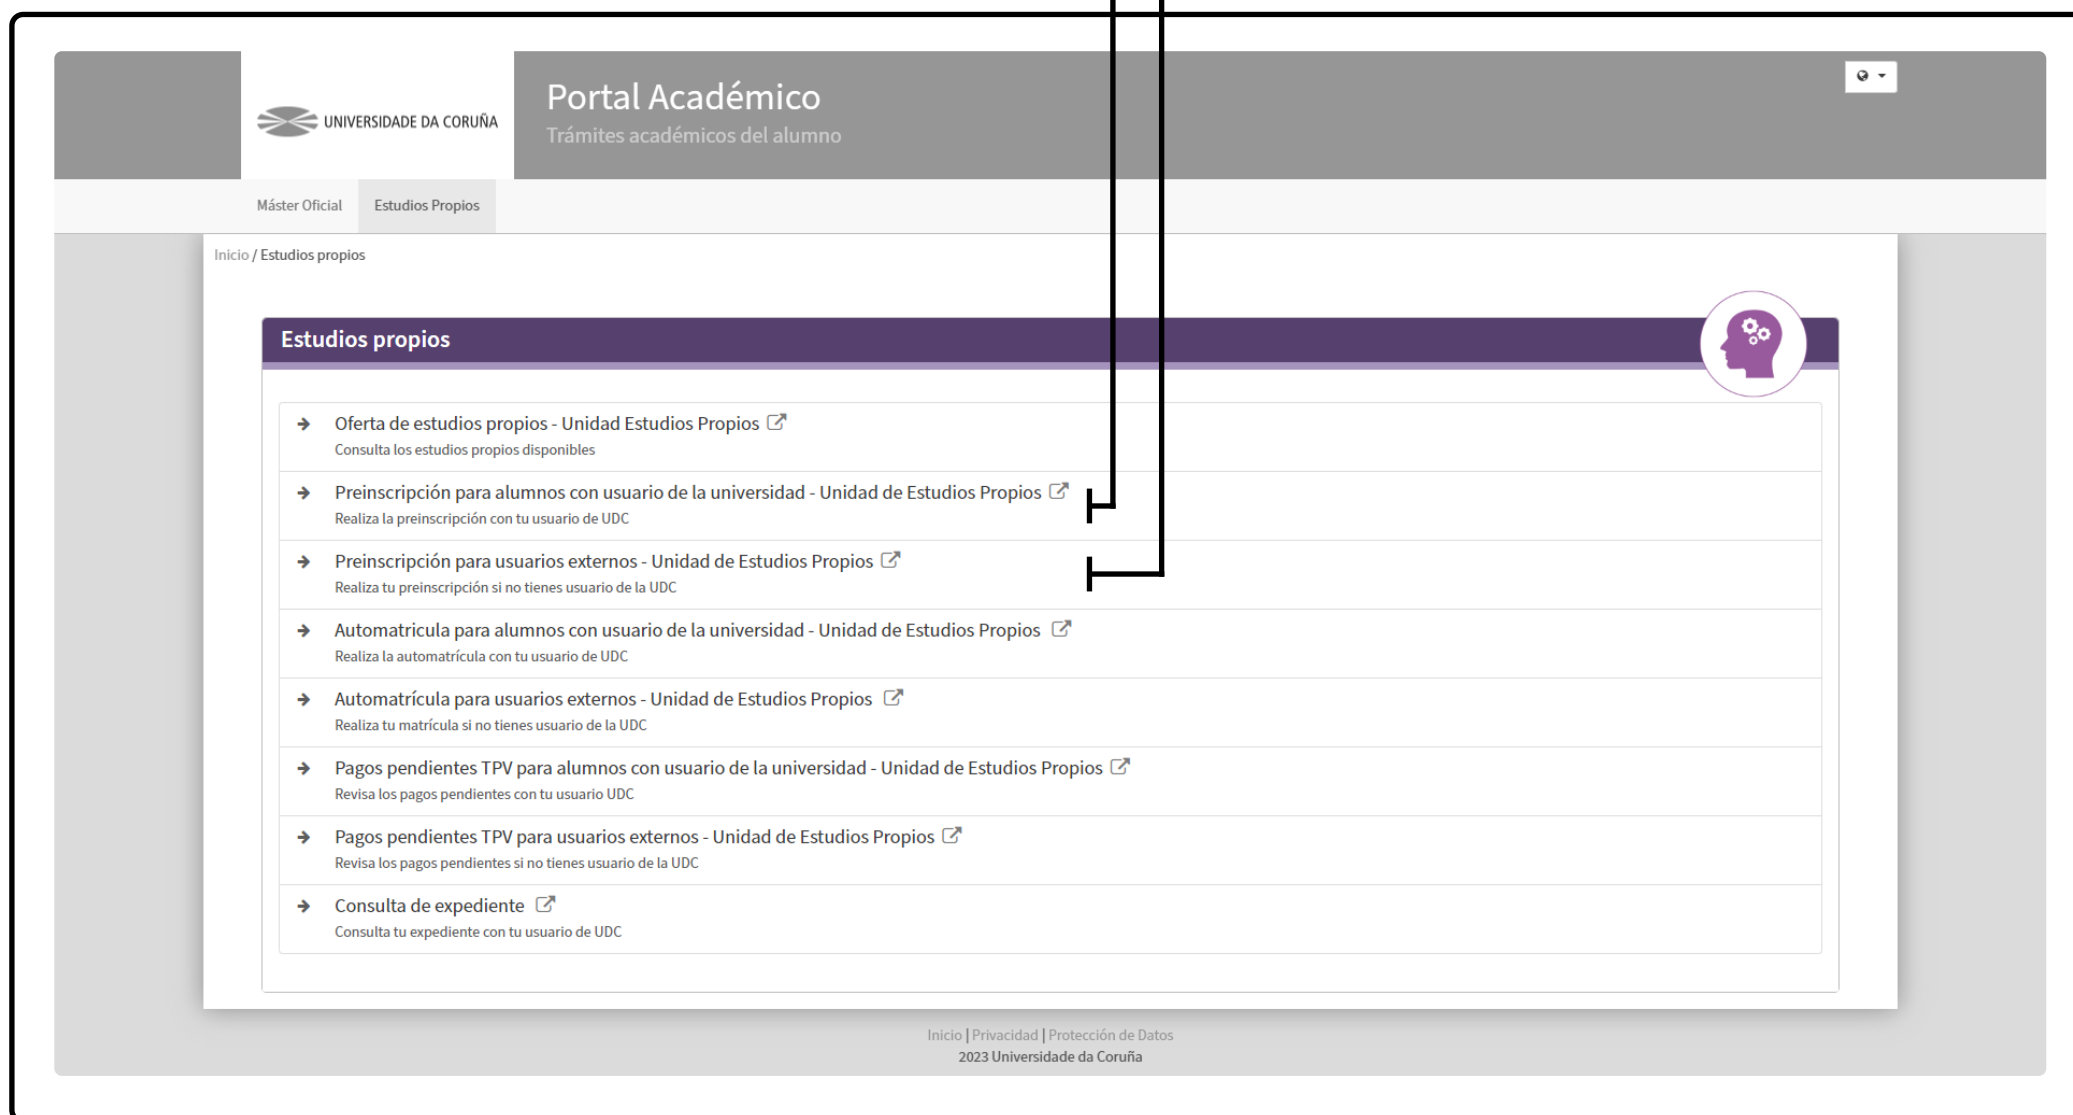 UNIVERSIDADE DA CORUÑA
Portal Académico
Trámites académicos del alumno
Máster Oficial
Estudios Propios
Inicio / Estudios propios
Estudios propios
Oferta de estudios propios - Unidad Estudios Propios
Consulta los estudios propios disponibles
Preinscripción para alumnos con usuario de la universidad - Unidad de Estudios Propios
Realiza la preinscripción con tu usuario de UDC
Preinscripción para usuarios externos - Unidad de Estudios Propios
Realiza tu preinscripción si no tienes usuario de la UDC
Automatricula para alumnos con usuario de la universidad - Unidad de Estudios Propios
Realiza la automatrícula con tu usuario de UDC
Automatrícula para usuarios externos - Unidad de Estudios Propios
Realiza tu matrícula si no tienes usuario de la UDC
Pagos pendientes TPV para alumnos con usuario de la universidad - Unidad de Estudios Propios
Revisa los pagos pendientes con tu usuario UDC
Pagos pendientes TPV para usuarios externos - Unidad de Estudios Propios
Revisa los pagos pendientes si no tienes usuario de la UDC
Consulta de expediente
Consulta tu expediente con tu usuario de UDC
Inicio | Privacidad | Protección de Datos
2023 Universidade da Coruña